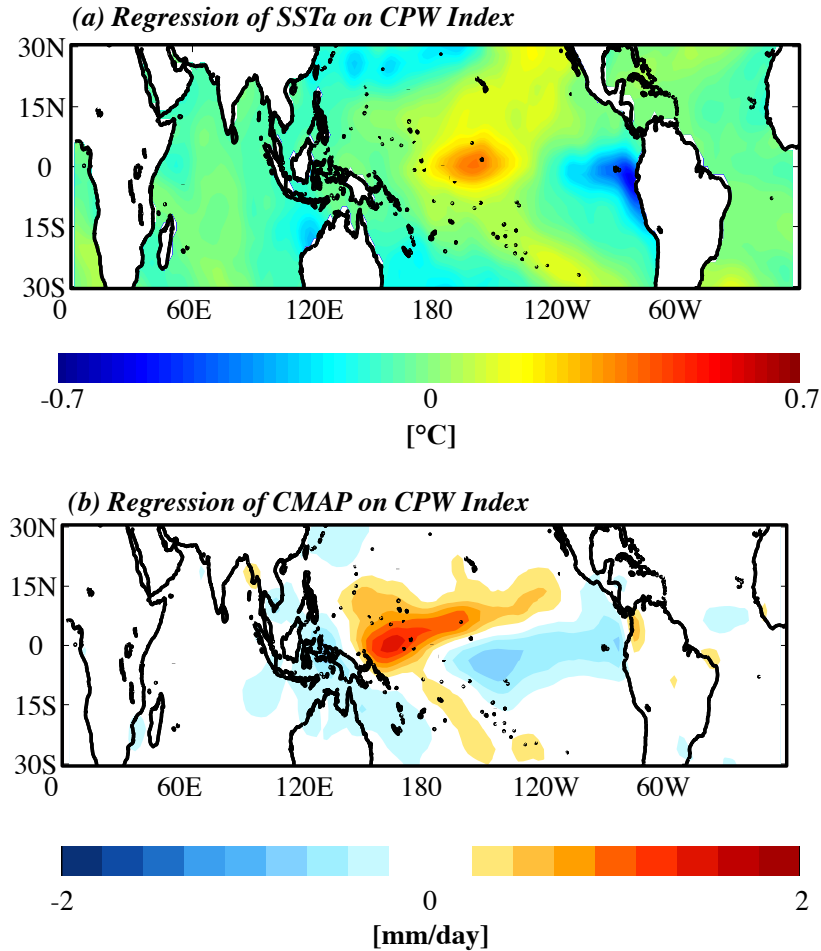 (a) Regression of SSTa on CPW Index
30N
15N
0
15S
30S
0 60E 120E 180 120W 60W
-0.7 0 0.7
[°C]
(b) Regression of CMAP on CPW Index
30N
15N
0
15S
30S
0 60E 120E 180 120W 60W
-2 0 2
[mm/day]